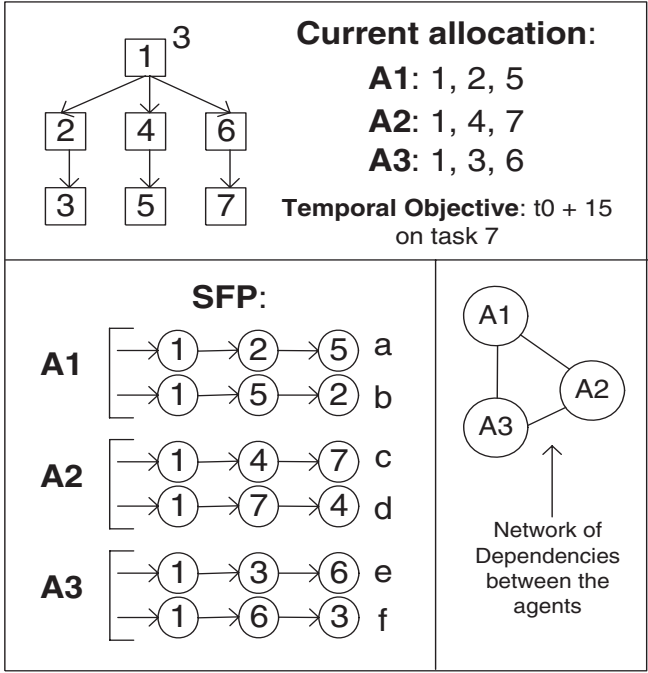 1 3
2 4 6
3 5 7
Current allocation:
A1: 1, 2, 5
A2: 1, 4, 7
A3: 1, 3, 6
Temporal Objective: t0 + 15
on task 7
SFP:
A1
1 2 5 a
1 5 2 b
A2
1 4 7 c
1 7 4 d
A3
1 3 6 e
1 6 3 f
A1
A2
A3
Network of
Dependencies
between the
agents